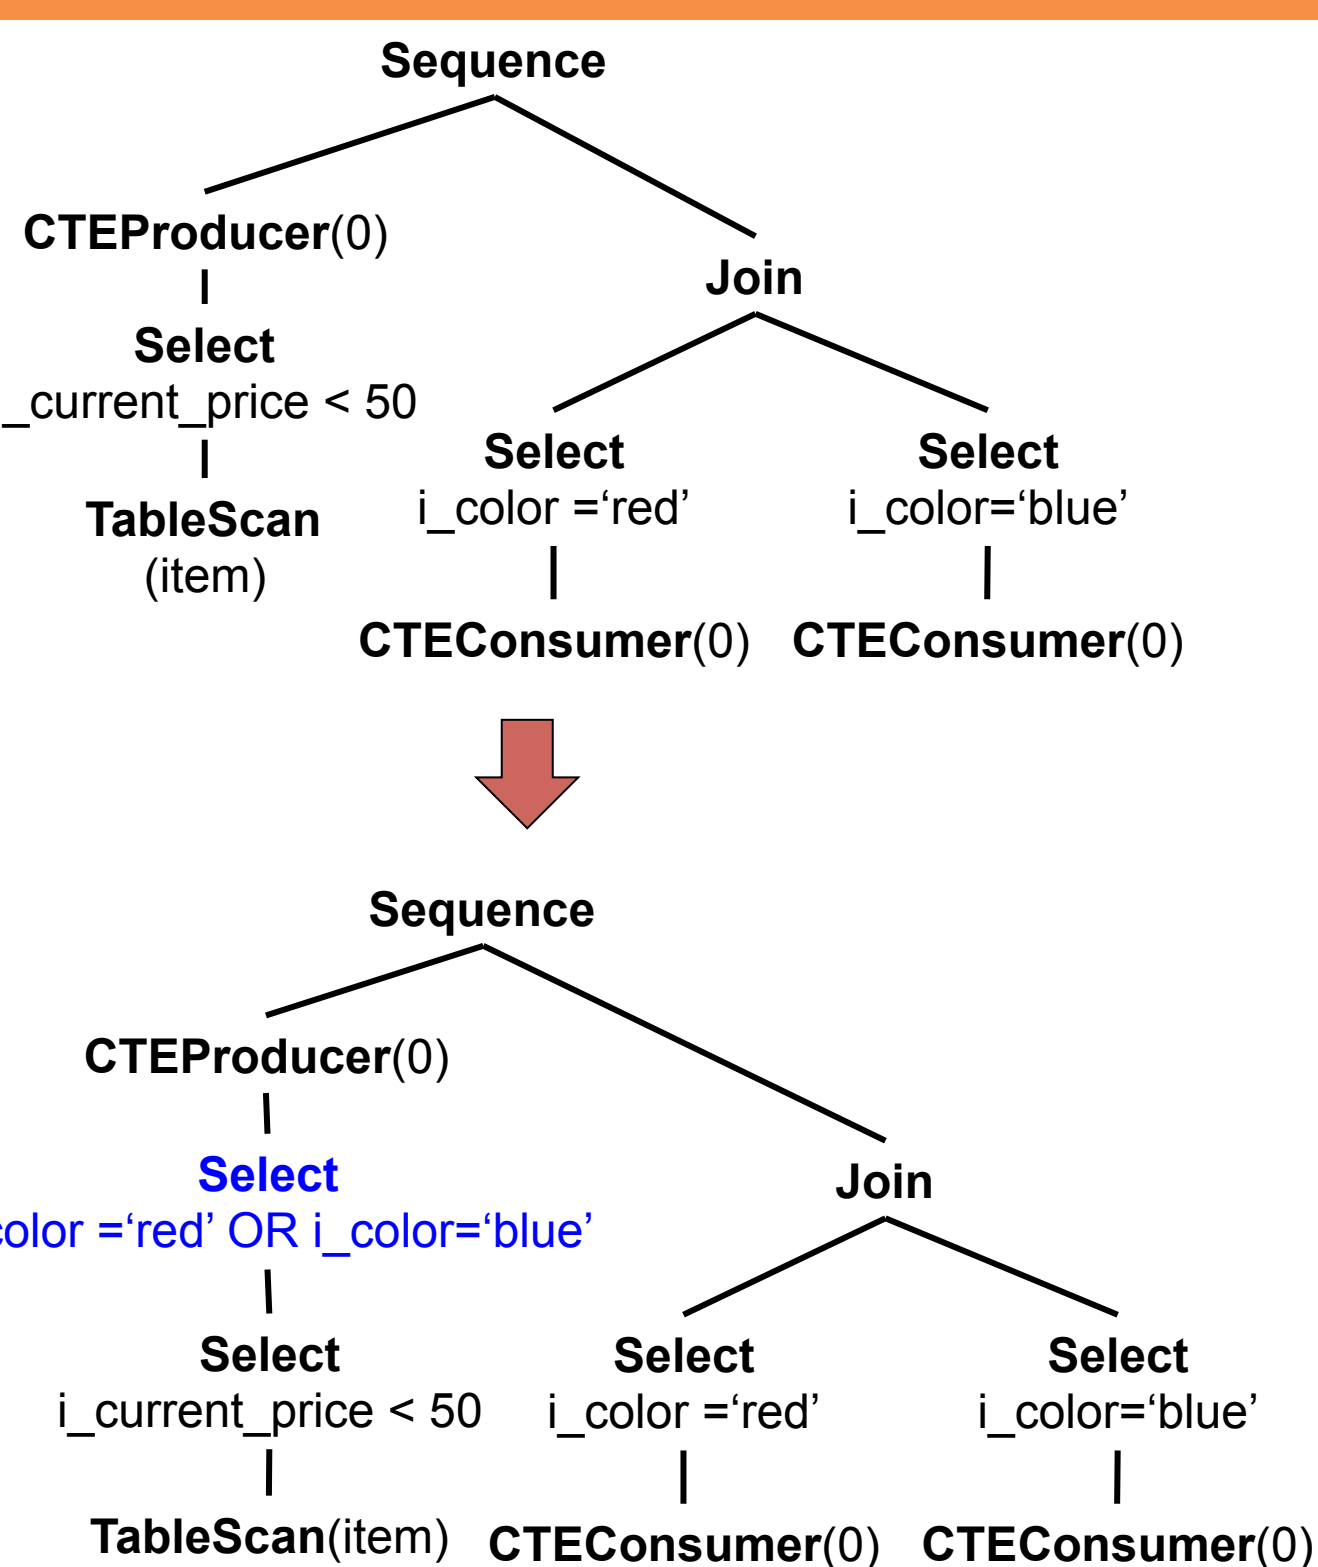 Sequence
CTEProducer(0)
Join
Select
_current_price < 50
Select
i_color =‘red’
Select
i_color=‘blue’
TableScan
(item)
CTEConsumer(0)
CTEConsumer(0)
Sequence
CTEProducer(0)
Select
color =‘red’ OR i_color=‘blue’
Join
Select
i_current_price < 50
Select
i_color =‘red’
Select
i_color=‘blue’
TableScan(item)
CTEConsumer(0)
CTEConsumer(0)